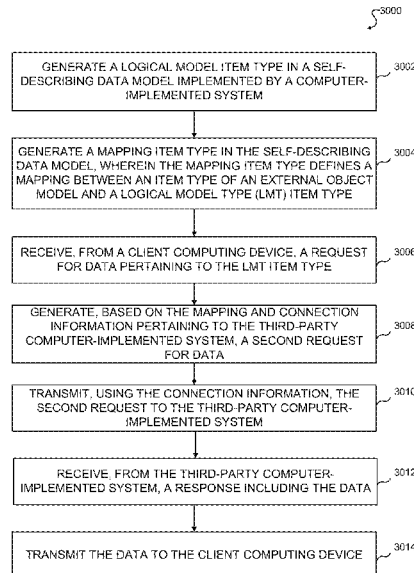 3000
GENERATE A LOGICAL MODEL ITEM TYPE IN A SELF-
DESCRIBING DATA MODEL IMPLEMENTED BY A COMPUTER-
IMPLEMENTED SYSTEM
3002
GENERATE A MAPPING ITEM TYPE IN THE SELF-DESCRIBING
DATA MODEL, WHEREIN THE MAPPING ITEM TYPE DEFINES A
MAPPING BETWEEN AN ITEM TYPE OF AN EXTERNAL OBJECT
MODEL AND A LOGICAL MODEL TYPE (LMT) ITEM TYPE
3004
RECEIVE, FROM A CLIENT COMPUTING DEVICE, A REQUEST
FOR DATA PERTAINING TO THE LMT ITEM TYPE
3006
GENERATE, BASED ON THE MAPPING AND CONNECTION
INFORMATION PERTAINING TO THE THIRD-PARTY
COMPUTER-IMPLEMENTED SYSTEM, A SECOND REQUEST
FOR DATA
3008
TRANSMIT, USING THE CONNECTION INFORMATION, THE
SECOND REQUEST TO THE THIRD-PARTY COMPUTER-
IMPLEMENTED SYSTEM
3010
RECEIVE, FROM THE THIRD-PARTY COMPUTER-
IMPLEMENTED SYSTEM, A RESPONSE INCLUDING THE DATA
3012
TRANSMIT THE DATA TO THE CLIENT COMPUTING DEVICE
3014